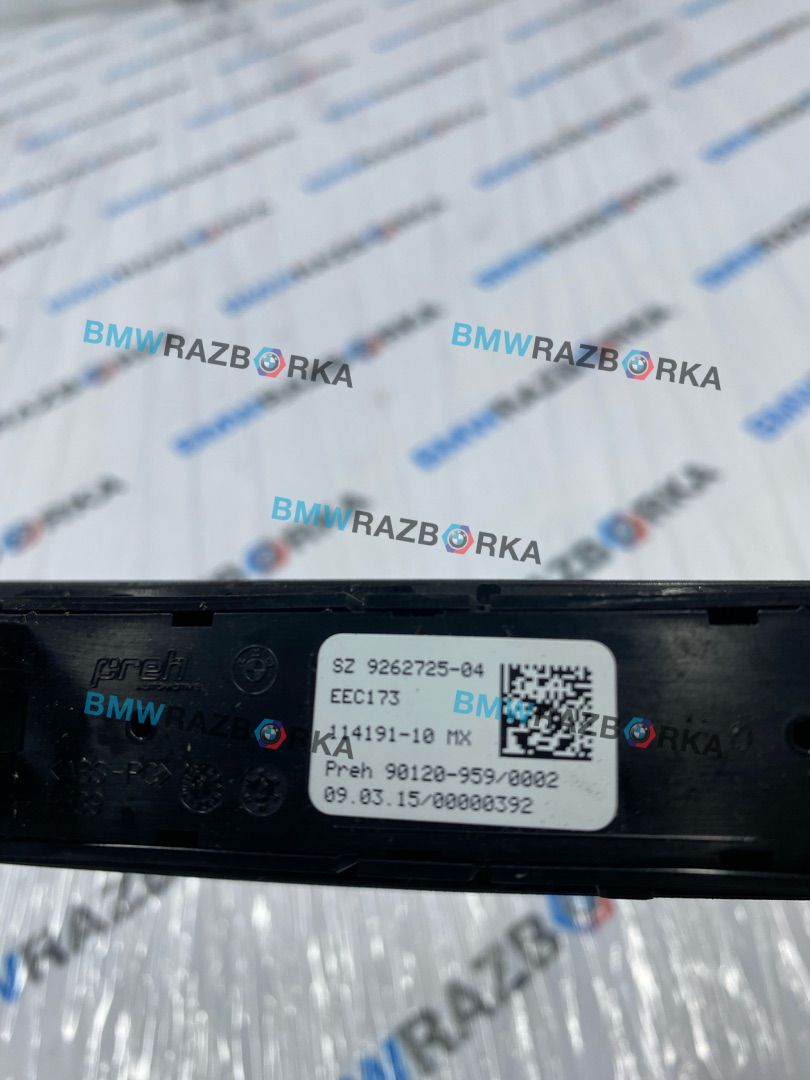 BMWRAZBORKA BMWRAZBORKA
BMWRAZBORKA
preh
AUTOMOTIVE
SZ 9262725-04
EEC173
114191-10 MX
Preh 90120-959/0002
09.03.15/00000392
BMWRAZBORKA BMWRAZBORKA